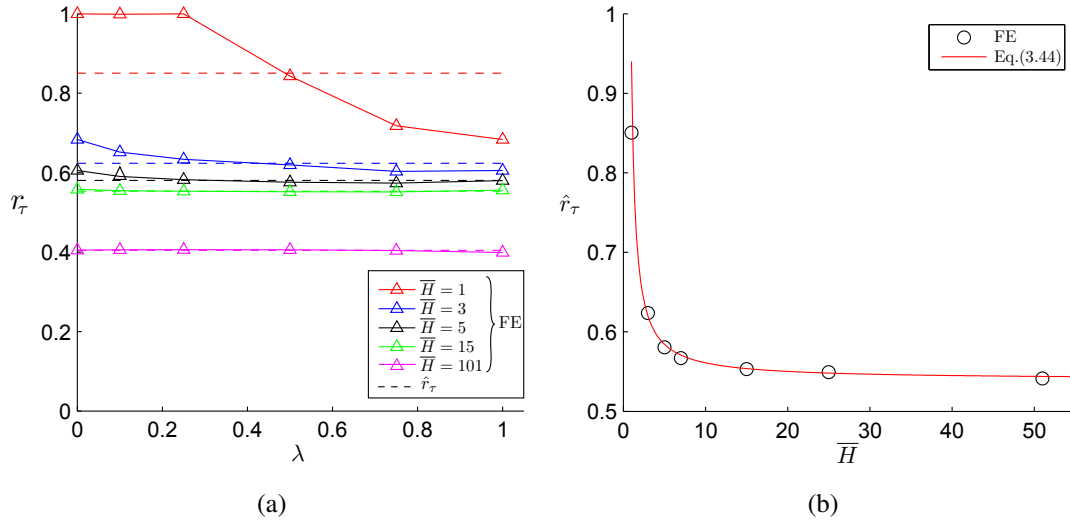 1
0.8
0.6
0.4
0.2
0
r_τ
0
0.2
0.4
0.6
0.8
1
λ
H̅ = 1
H̅ = 3
H̅ = 5
H̅ = 15
H̅ = 101
r̂_τ
FE
(a)
1
0.9
0.8
0.7
0.6
0.5
r̂_τ
0
10
20
30
40
50
H̅
FE
Eq.(3.44)
(b)